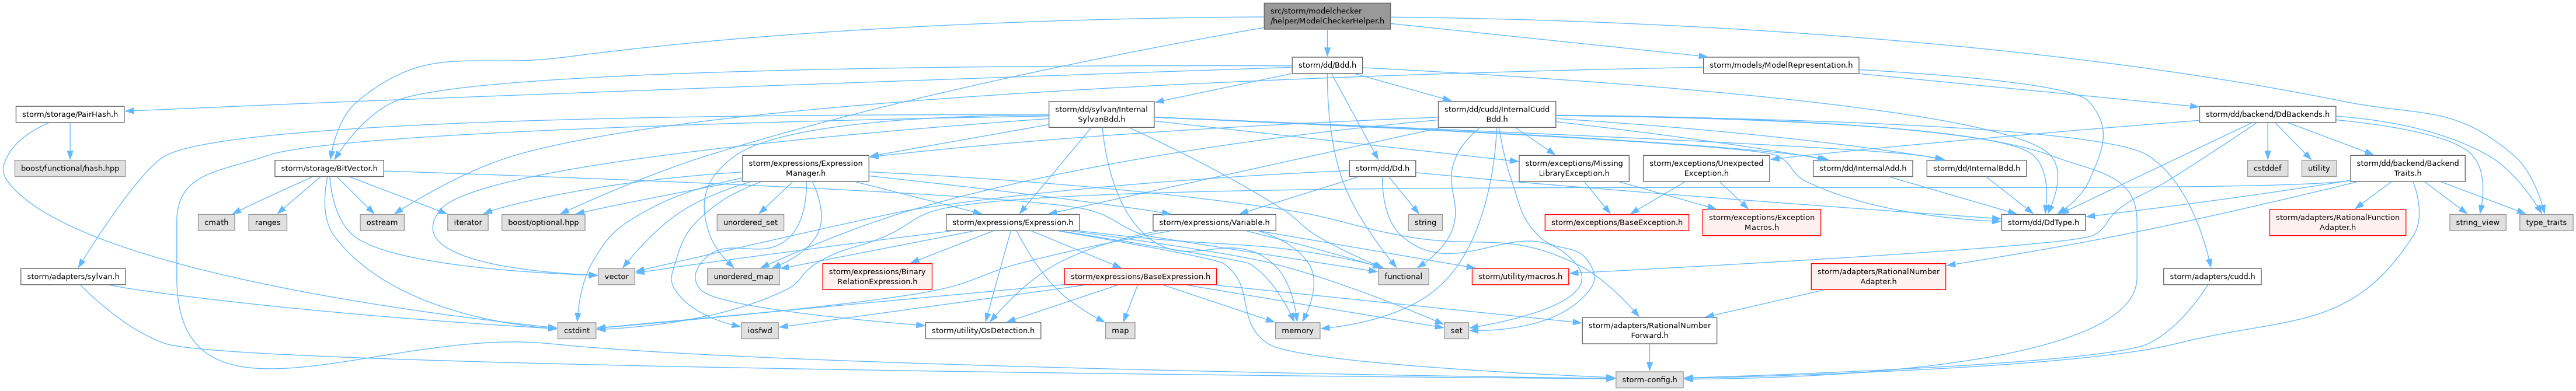 src/storm/modelchecker
/helper/ModelCheckerHelper.h
storm/dd/Bdd.h
storm/models/ModelRepresentation.h
storm/storage/PairHash.h
storm/dd/sylvan/Internal
SylvanBdd.h
storm/dd/cudd/InternalCudd
Bdd.h
storm/dd/backend/DdBackends.h
boost/functional/hash.hpp
storm/storage/BitVector.h
storm/expressions/Expression
Manager.h
storm/dd/Dd.h
storm/exceptions/Missing
LibraryException.h
storm/exceptions/Unexpected
Exception.h
storm/dd/InternalAdd.h
storm/dd/InternalBdd.h
cstddef
utility
storm/dd/backend/Backend
Traits.h
cmath
ranges
ostream
iterator
boost/optional.hpp
unordered_set
storm/expressions/Expression.h
storm/expressions/Variable.h
string
storm/exceptions/BaseException.h
storm/exceptions/Exception
Macros.h
storm/dd/DdType.h
storm/adapters/RationalFunction
Adapter.h
string_view
type_traits
storm/adapters/sylvan.h
vector
unordered_map
storm/expressions/Binary
RelationExpression.h
storm/expressions/BaseExpression.h
functional
storm/utility/macros.h
storm/adapters/RationalNumber
Adapter.h
storm/adapters/cudd.h
cstdint
iosfwd
storm/utility/OsDetection.h
map
memory
set
storm/adapters/RationalNumber
Forward.h
storm-config.h